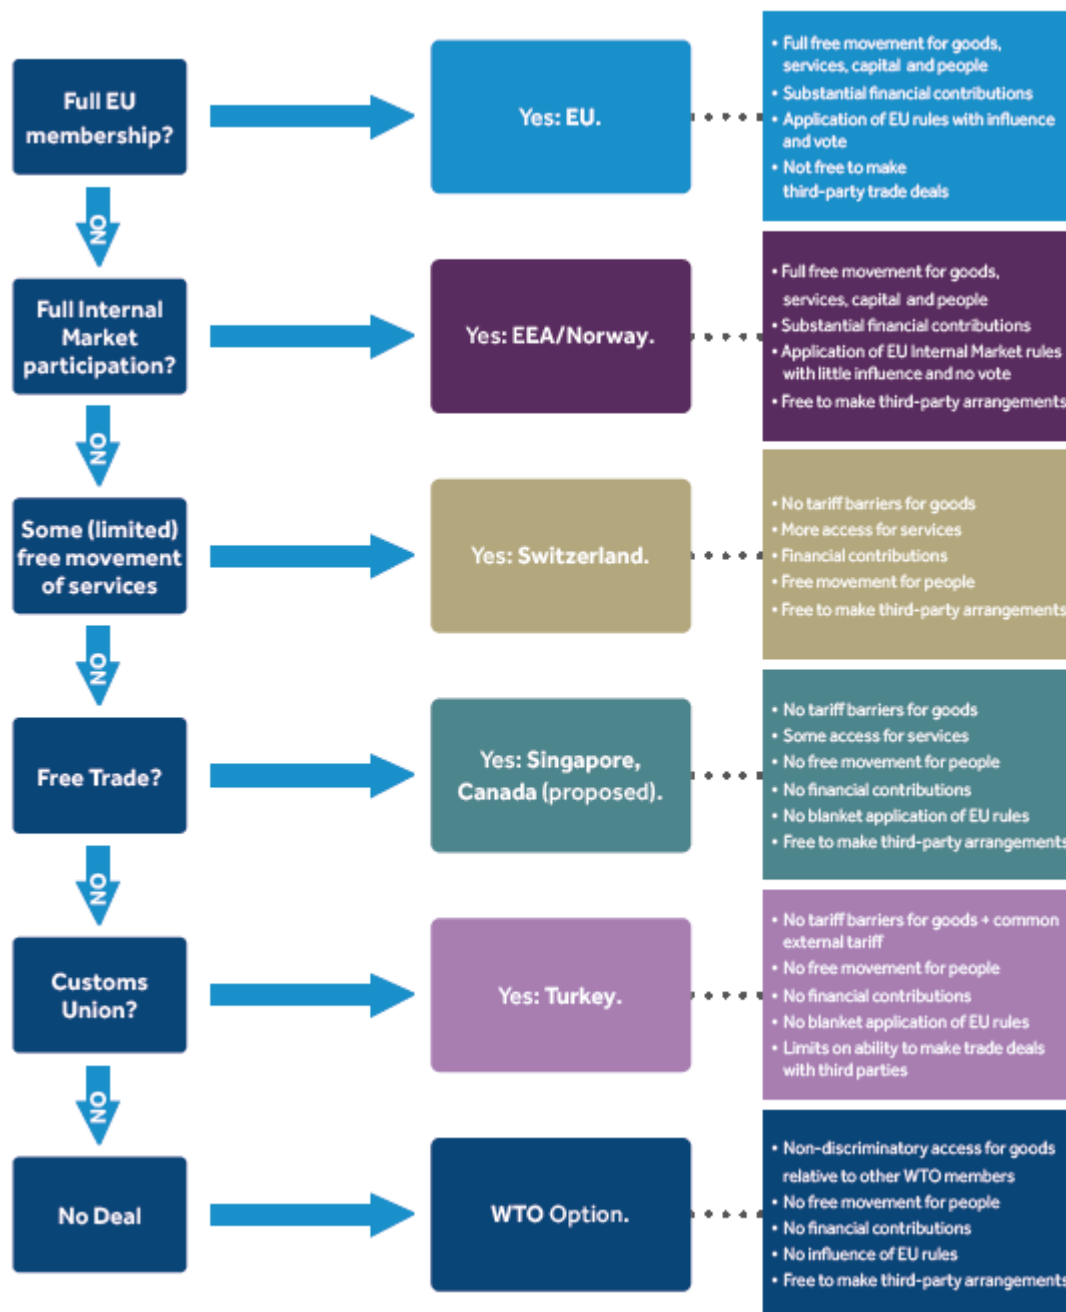 Full EU
membership?
Yes: EU.
• Full free movement for goods,
services, capital and people
• Substantial financial contributions
• Application of EU rules with influence
and vote
• Not free to make
third-party trade deals
NO
Full Internal
Market
participation?
Yes: EEA/Norway.
• Full free movement for goods,
services, capital and people
• Substantial financial contributions
• Application of EU Internal Market rules
with little influence and no vote
• Free to make third-party arrangements
NO
Some (limited)
free movement
of services
Yes: Switzerland.
• No tariff barriers for goods
• More access for services
• Financial contributions
• Free movement for people
• Free to make third-party arrangements
NO
Free Trade?
Yes: Singapore,
Canada (proposed).
• No tariff barriers for goods
• Some access for services
• No free movement for people
• No financial contributions
• No blanket application of EU rules
• Free to make third-party arrangements
NO
Customs
Union?
Yes: Turkey.
• No tariff barriers for goods + common
external tariff
• No free movement for people
• No financial contributions
• No blanket application of EU rules
• Limits on ability to make trade deals
with third parties
NO
No Deal
WTO Option.
• Non-discriminatory access for goods
relative to other WTO members
• No free movement for people
• No financial contributions
• No influence of EU rules
• Free to make third-party arrangements